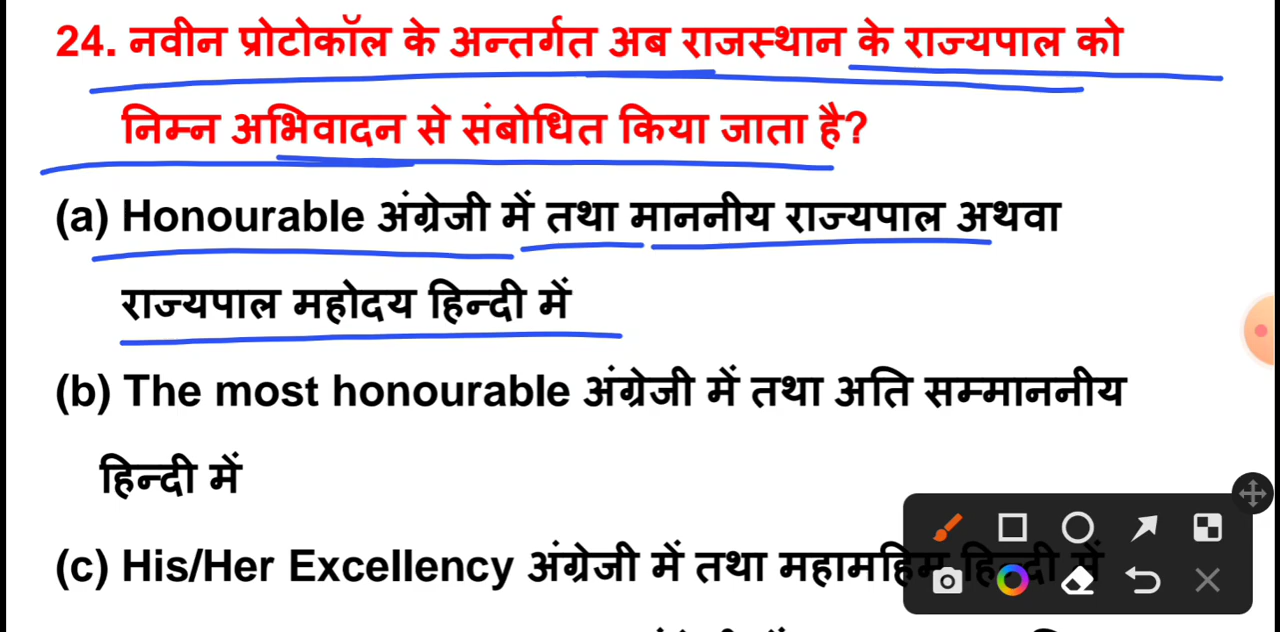 24. नवीन प्रोटोकॉल के अन्तर्गत अब राजस्थान के राज्यपाल को
निम्न अभिवादन से संबोधित किया जाता है?
(a) Honourable अंग्रेजी में तथा माननीय राज्यपाल अथवा
राज्यपाल महोदय हिन्दी में
(b) The most honourable अंग्रेजी में तथा अति सम्माननीय
हिन्दी में
(c) His/Her Excellency अंग्रेजी में तथा महामहिम हिन्दी में